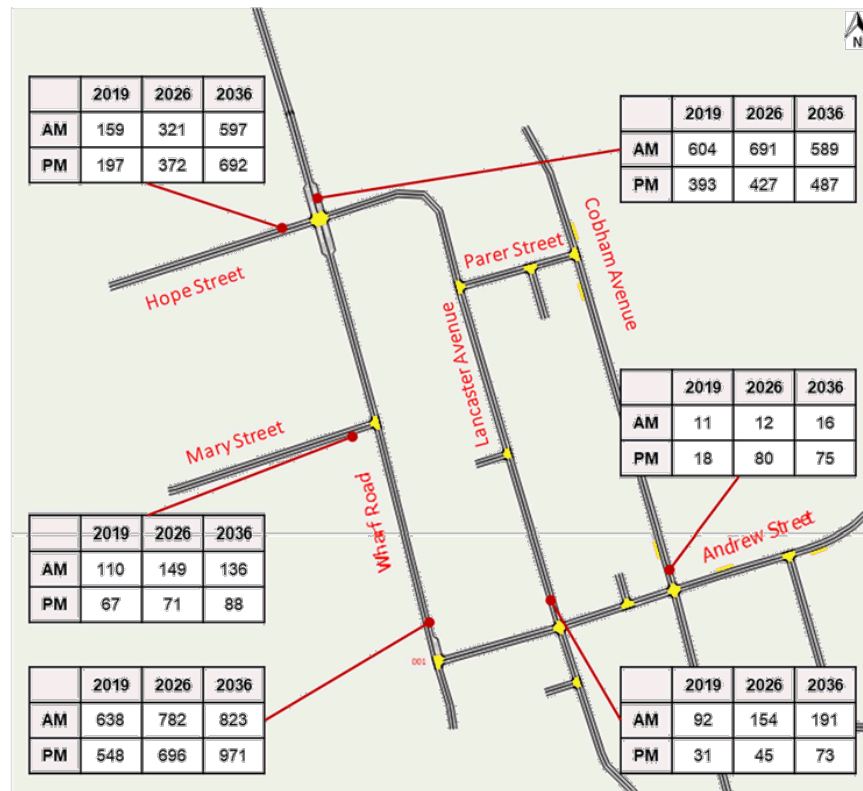 N
2019 2026 2036
AM 159 321 597
PM 197 372 692
2019 2026 2036
AM 604 691 589
PM 393 427 487
Hope Street
Parer Street
Cobham Avenue
Lancaster Avenue
Mary Street
Wharf Road
2019 2026 2036
AM 11 12 16
PM 18 80 75
Andrew Street
2019 2026 2036
AM 110 149 136
PM 67 71 88
001
2019 2026 2036
AM 638 782 823
PM 548 696 971
2019 2026 2036
AM 92 154 191
PM 31 45 73